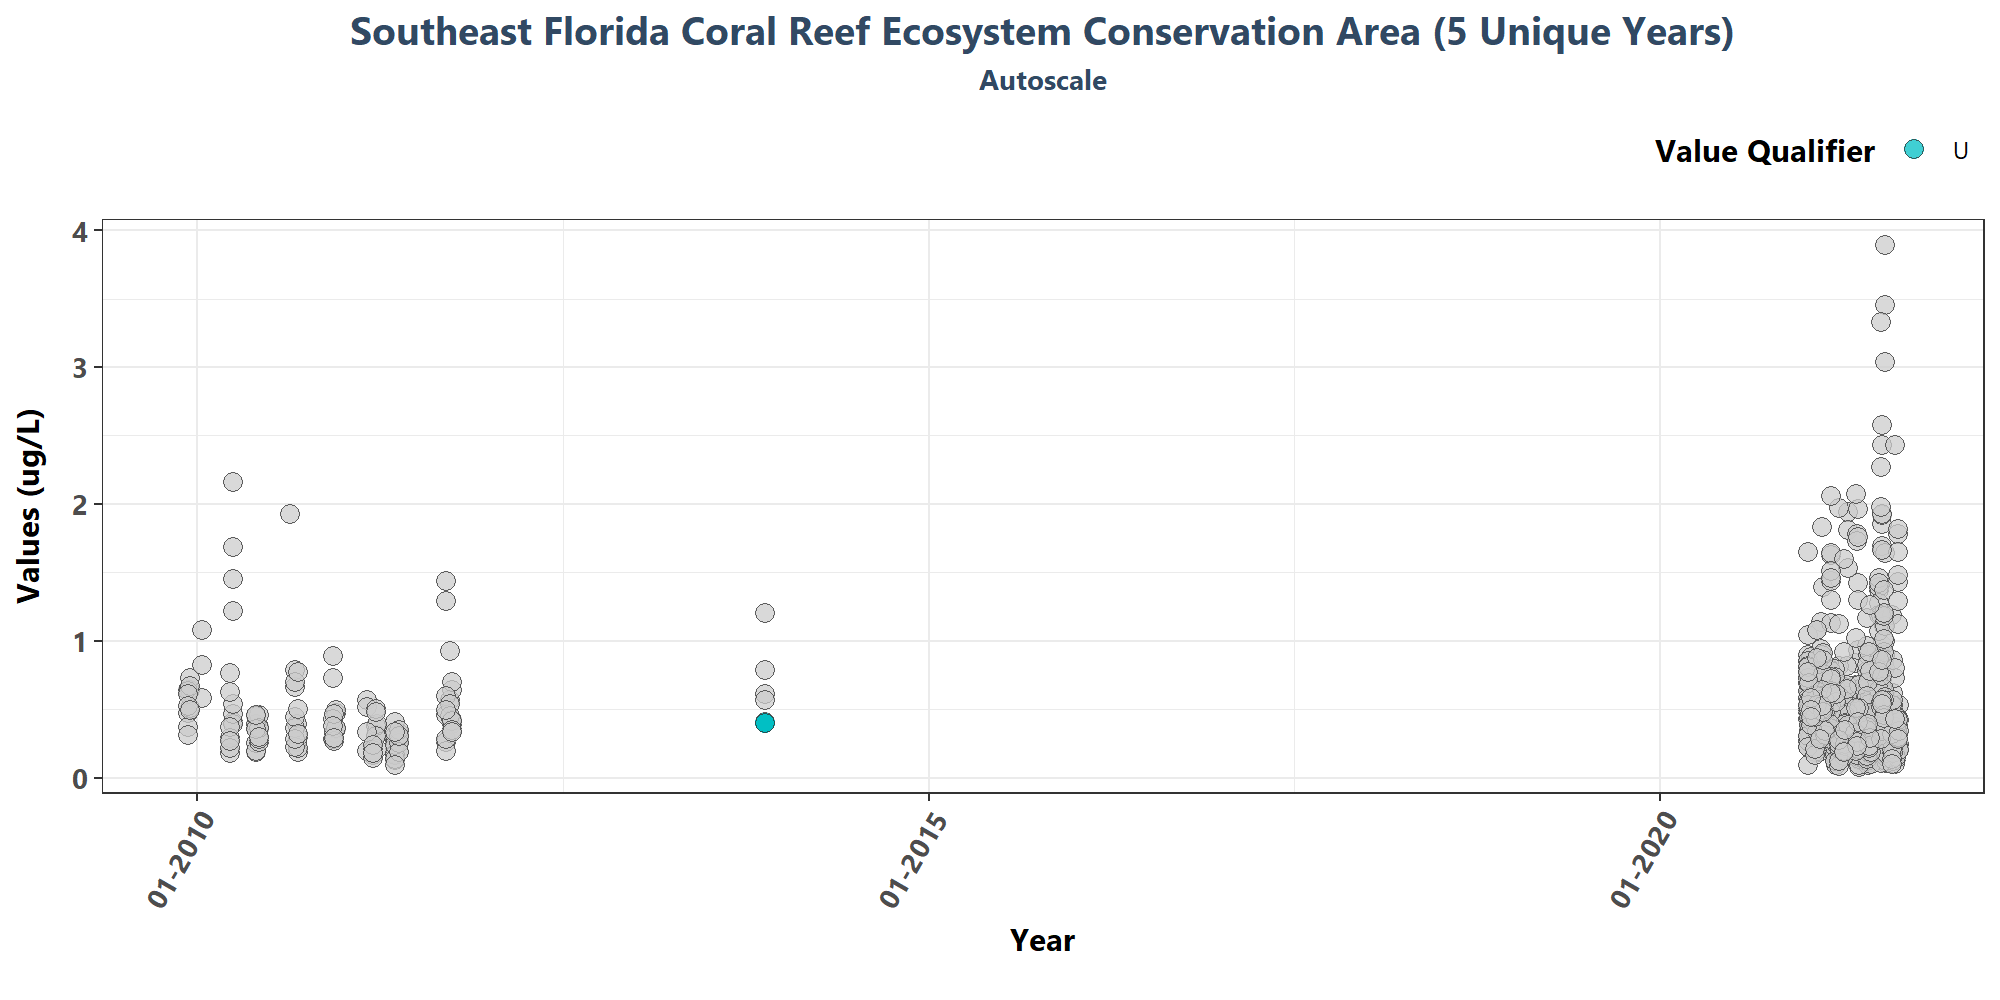 Southeast Florida Coral Reef Ecosystem Conservation Area (5 Unique Years)
Autoscale
Value Qualifier U
4
3
2
1
0
Values (ug/L)
01-2010 01-2015 01-2020
Year